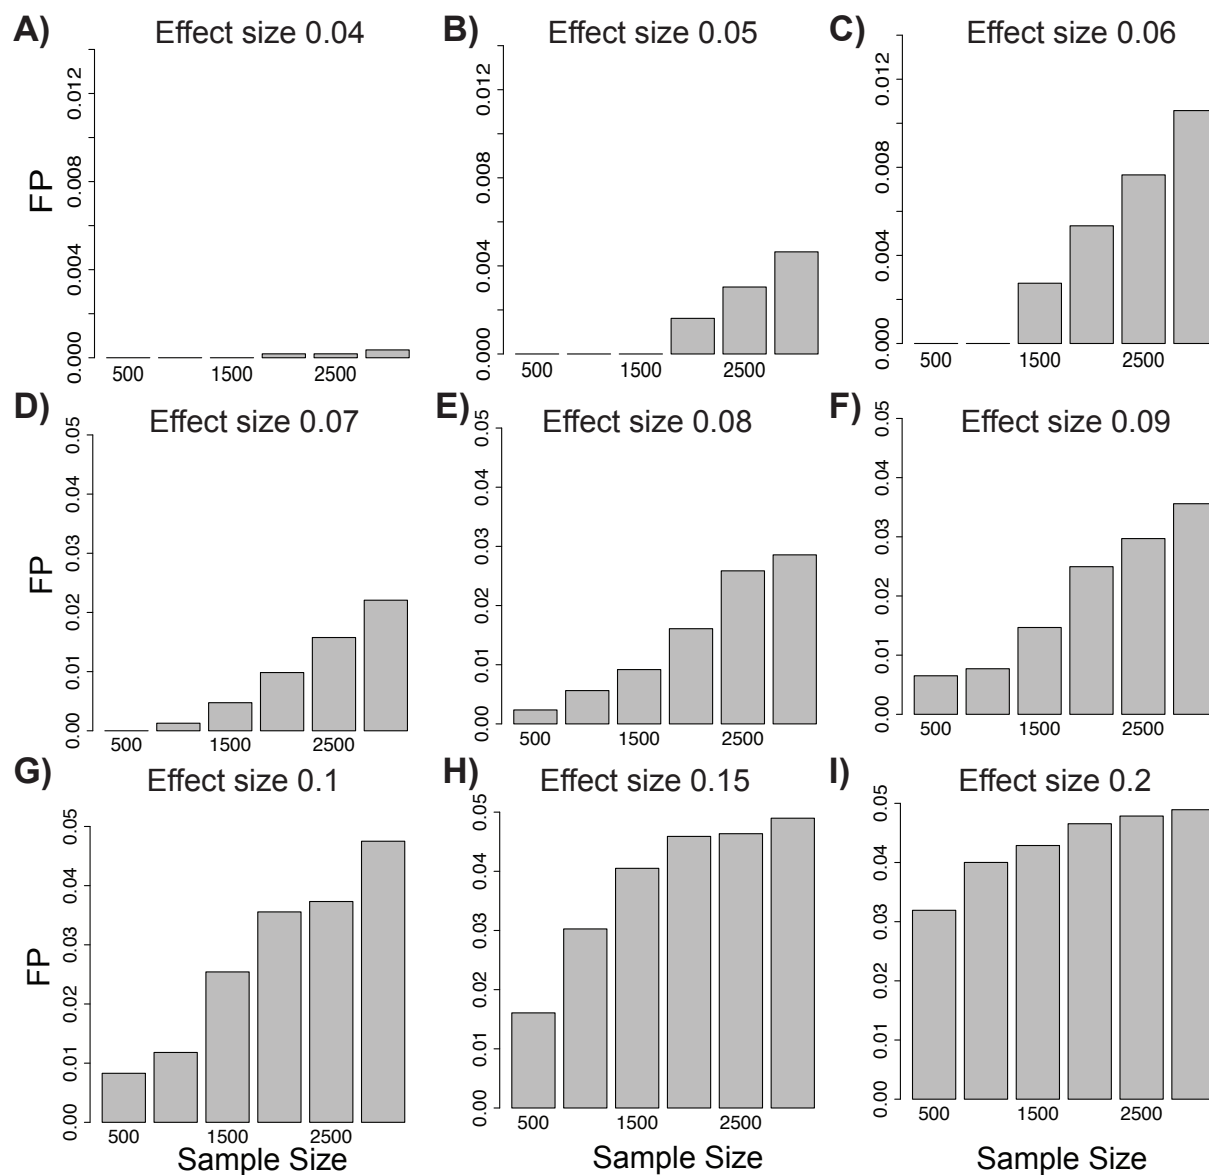 A) Effect size 0.04
B) Effect size 0.05
C) Effect size 0.06
FP
0.000 0.004 0.008 0.012
500 1500 2500
0.000 0.004 0.008 0.012
500 1500 2500
0.000 0.004 0.008 0.012
500 1500 2500
D) Effect size 0.07
E) Effect size 0.08
F) Effect size 0.09
FP
0.00 0.01 0.02 0.03 0.04 0.05
500 1500 2500
0.00 0.01 0.02 0.03 0.04 0.05
500 1500 2500
0.00 0.01 0.02 0.03 0.04 0.05
500 1500 2500
G) Effect size 0.1
H) Effect size 0.15
I) Effect size 0.2
FP
0.00 0.01 0.02 0.03 0.04 0.05
500 1500 2500
Sample Size
0.00 0.01 0.02 0.03 0.04 0.05
500 1500 2500
Sample Size
0.00 0.01 0.02 0.03 0.04 0.05
500 1500 2500
Sample Size